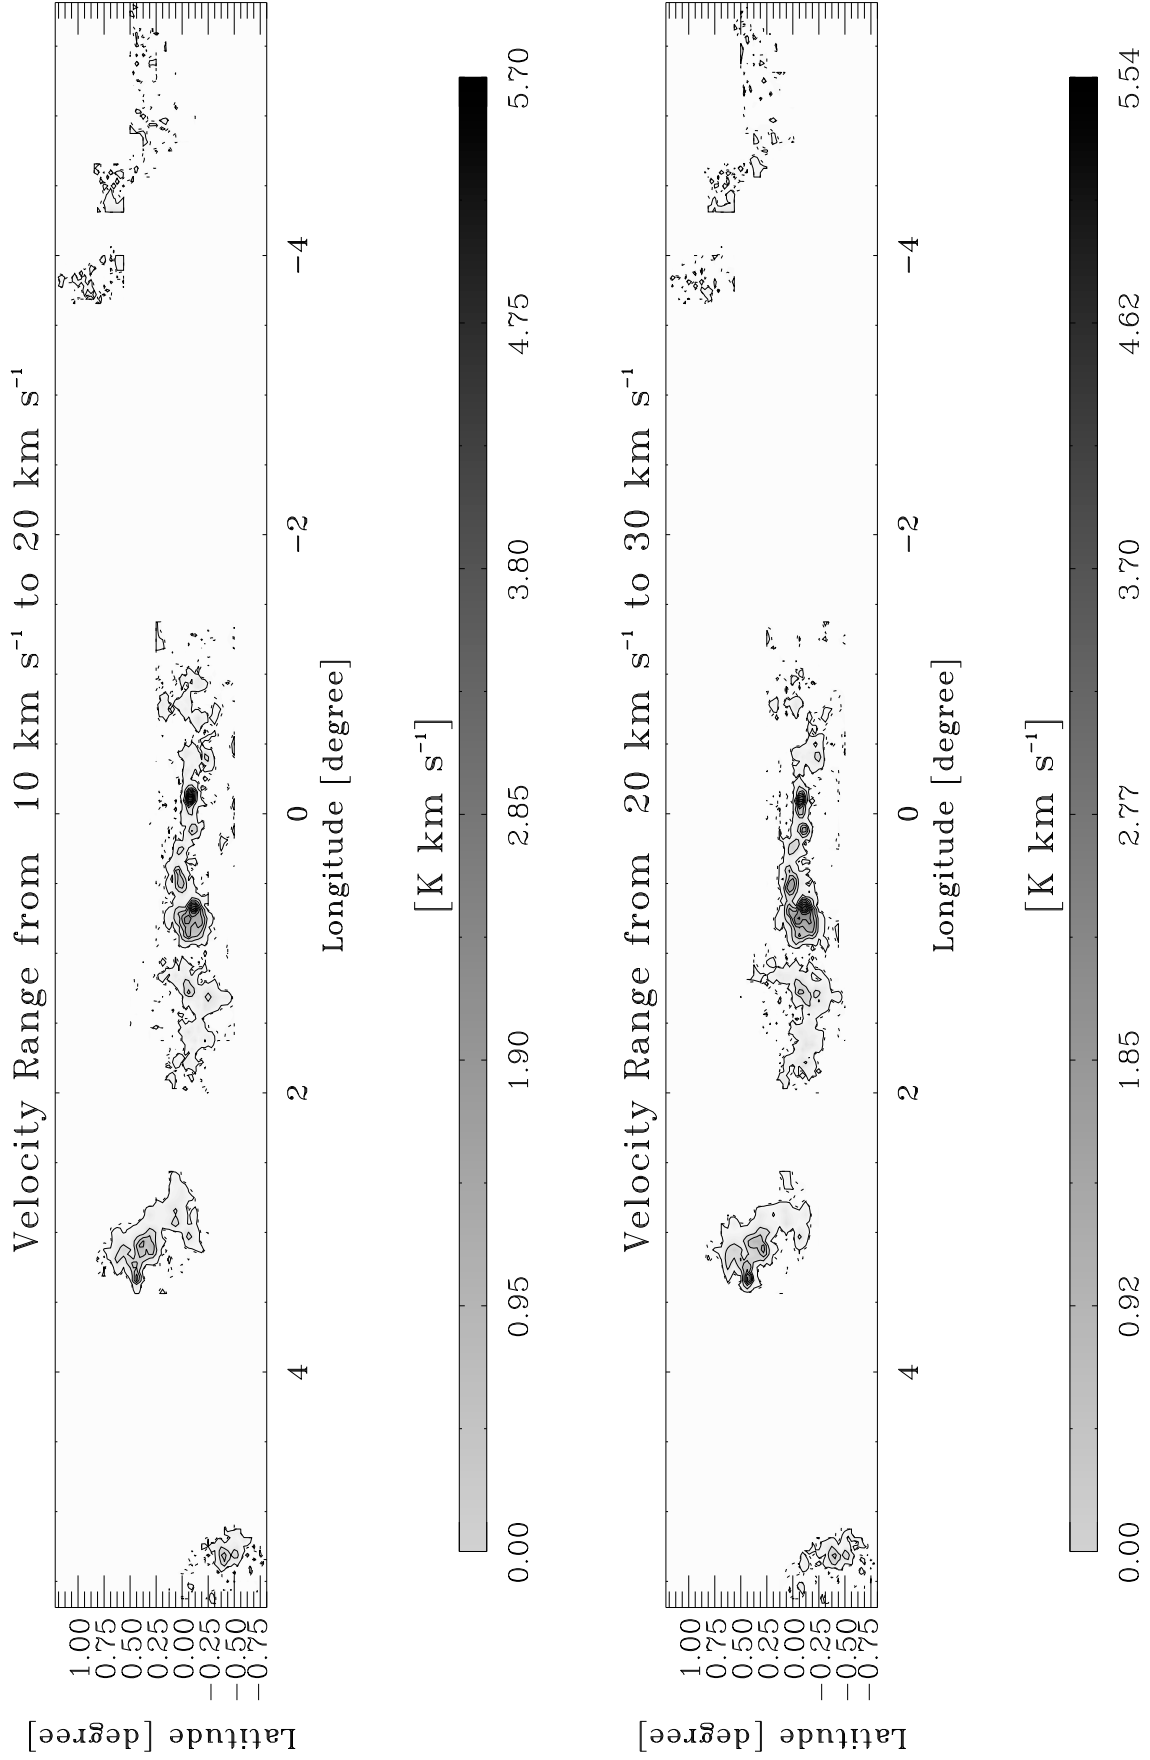 Velocity Range from 10 km s⁻¹ to 20 km s⁻¹
Latitude [degree]
1.00
0.75
0.50
0.25
0.00
−0.25
−0.50
−0.75
4 2 0 −2 −4
Longitude [degree]
[K km s⁻¹]
0.00 0.95 1.90 2.85 3.80 4.75 5.70
Velocity Range from 20 km s⁻¹ to 30 km s⁻¹
Latitude [degree]
1.00
0.75
0.50
0.25
0.00
−0.25
−0.50
−0.75
4 2 0 −2 −4
Longitude [degree]
[K km s⁻¹]
0.00 0.92 1.85 2.77 3.70 4.62 5.54